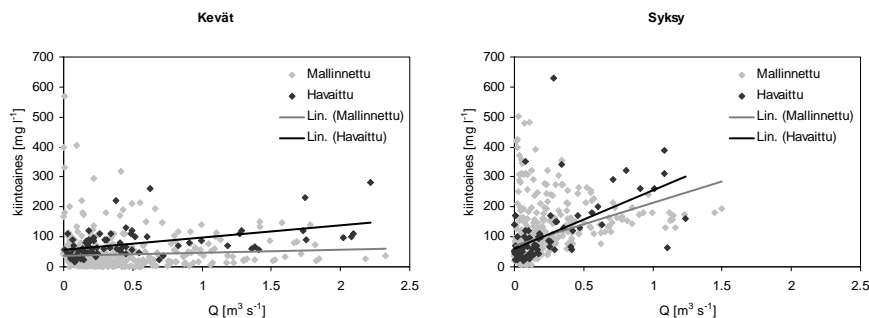 Kevät
kiintoaines [mg l⁻¹]
700
600
500
400
300
200
100
0
0
0.5
1
1.5
2
2.5
Q [m³ s⁻¹]
Mallinnettu
Havaittu
Lin. (Mallinnettu)
Lin. (Havaittu)
Syksy
kiintoaines [mg l⁻¹]
700
600
500
400
300
200
100
0
0
0.5
1
1.5
2
2.5
Q [m³ s⁻¹]
Mallinnettu
Havaittu
Lin. (Mallinnettu)
Lin. (Havaittu)